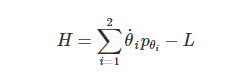 H = \sum_{i=1}^{2} \dot{\theta}_i p_{\theta_i} - L